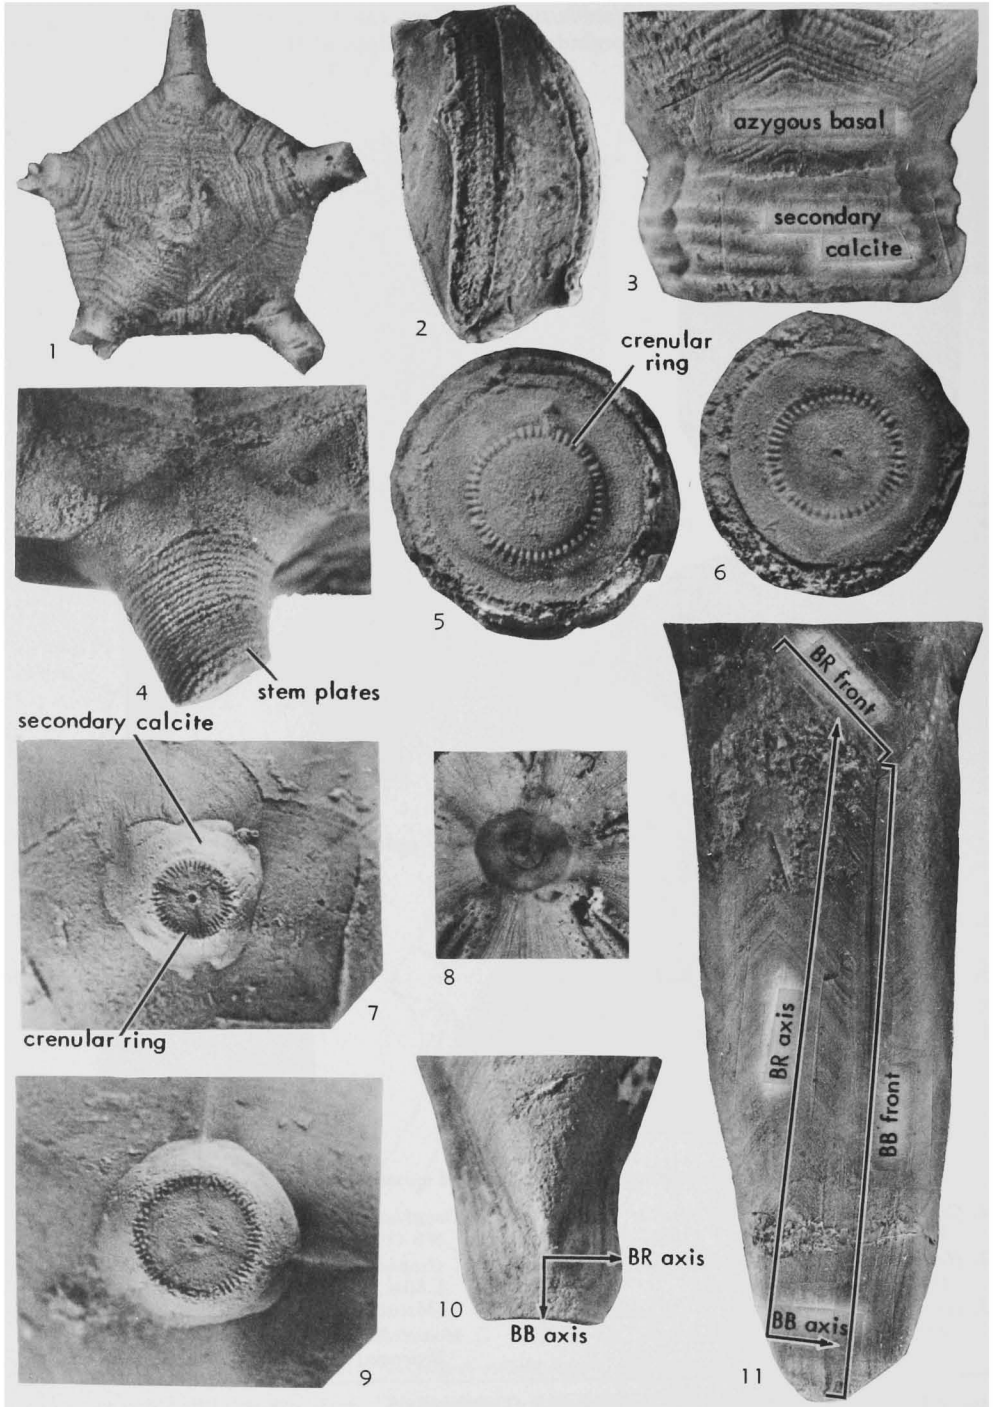 1
2
azygous basal
secondary
calcite
3
crenular
ring
4
stem plates
5
6
secondary calcite
7
crenular ring
8
9
BR axis
10
BB axis
BR front
BR axis
BB front
BB axis
11